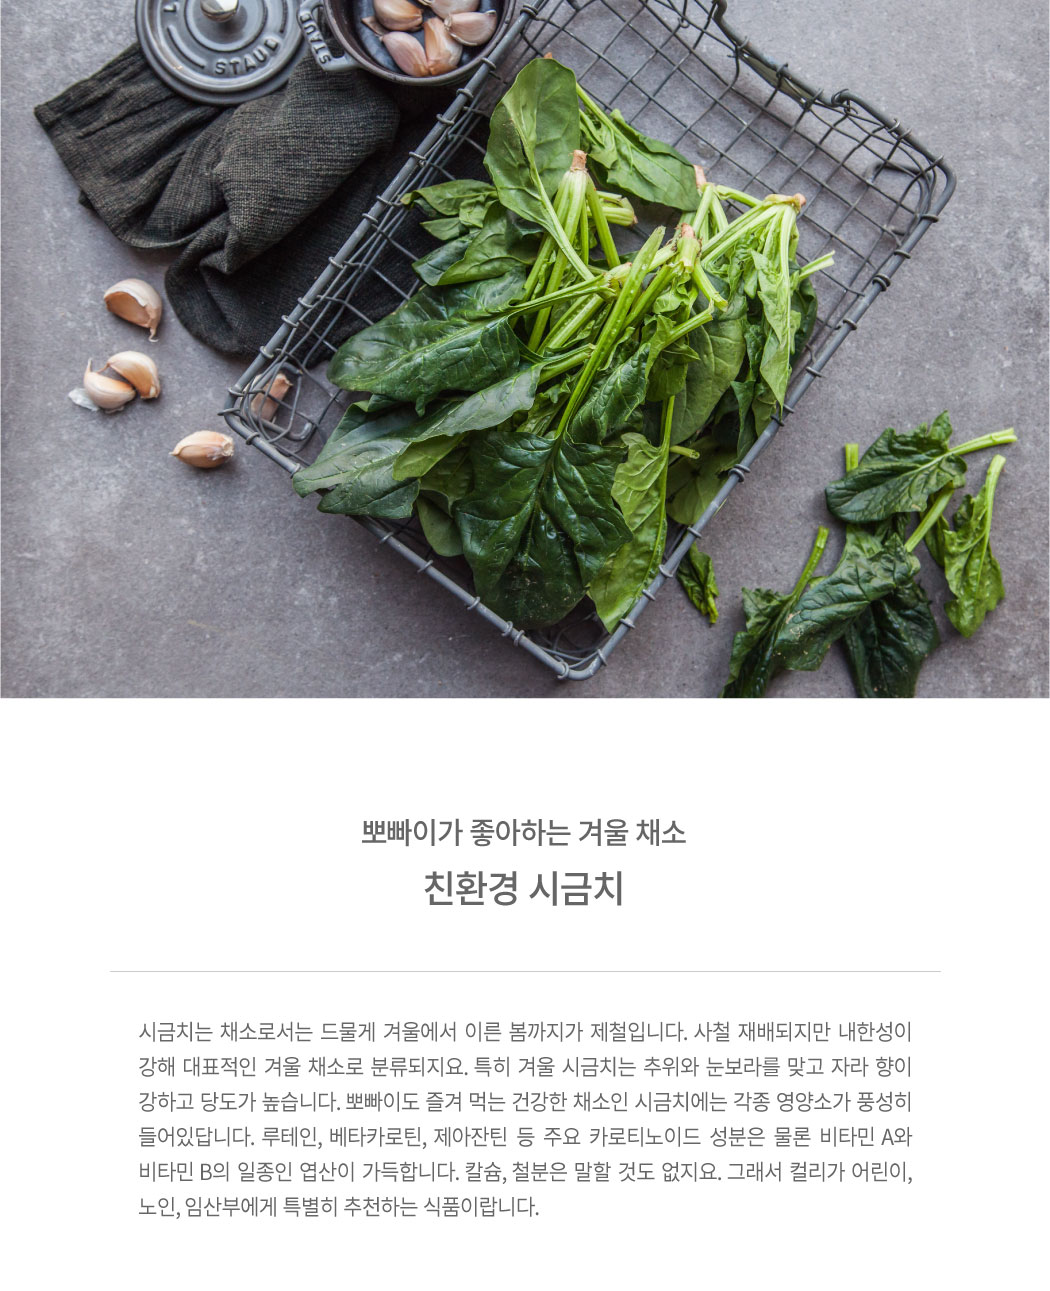 STAUB
STAUB
뽀빠이가 좋아하는 겨울 채소
친환경 시금치
시금치는 채소로서는 드물게 겨울에서 이른 봄까지가 제철입니다. 사철 재배되지만 내한성이
강해 대표적인 겨울 채소로 분류되지요. 특히 겨울 시금치는 추위와 눈보라를 맞고 자라 향이
강하고 당도가 높습니다. 뽀빠이도 즐겨 먹는 건강한 채소인 시금치에는 각종 영양소가 풍성히
들어있답니다. 루테인, 베타카로틴, 제아잔틴 등 주요 카로티노이드 성분은 물론 비타민 A와
비타민 B의 일종인 엽산이 가득합니다. 칼슘, 철분은 말할 것도 없지요. 그래서 컬리가 어린이,
노인, 임산부에게 특별히 추천하는 식품이랍니다.